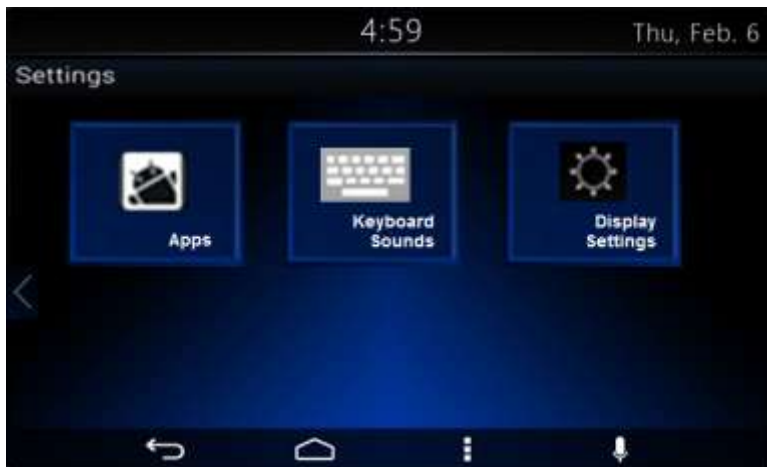 4:59
Thu, Feb. 6
Settings
Apps
Keyboard
Sounds
Display
Settings